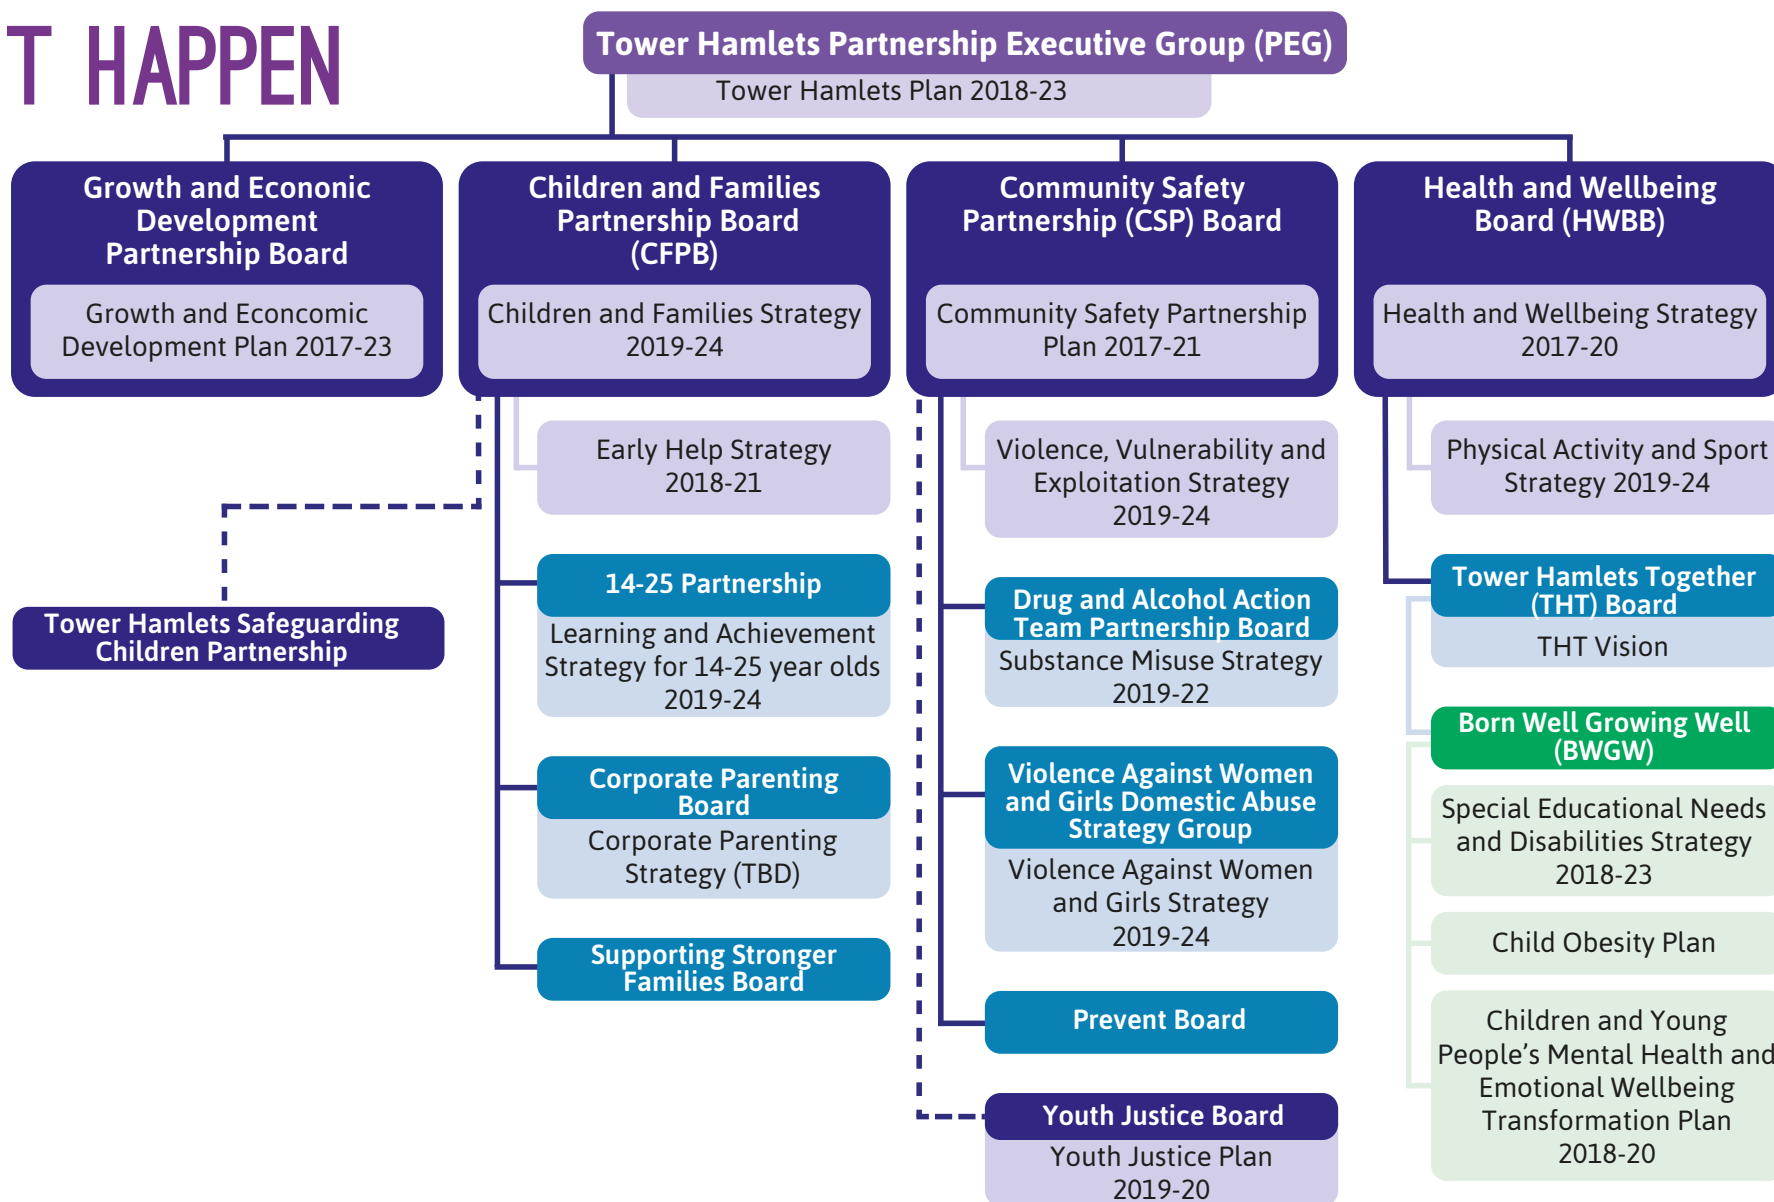 T HAPPEN
Tower Hamlets Partnership Executive Group (PEG)
Tower Hamlets Plan 2018-23
Growth and Econonic
Development
Partnership Board
Growth and Econcomic
Development Plan 2017-23
Children and Families
Partnership Board
(CFPB)
Children and Families Strategy
2019-24
Community Safety
Partnership (CSP) Board
Community Safety Partnership
Plan 2017-21
Health and Wellbeing
Board (HWBB)
Health and Wellbeing Strategy
2017-20
Tower Hamlets Safeguarding
Children Partnership
Early Help Strategy
2018-21
14-25 Partnership
Learning and Achievement
Strategy for 14-25 year olds
2019-24
Corporate Parenting
Board
Corporate Parenting
Strategy (TBD)
Supporting Stronger
Families Board
Violence, Vulnerability and
Exploitation Strategy
2019-24
Drug and Alcohol Action
Team Partnership Board
Substance Misuse Strategy
2019-22
Violence Against Women
and Girls Domestic Abuse
Strategy Group
Violence Against Women
and Girls Strategy
2019-24
Prevent Board
Youth Justice Board
Youth Justice Plan
2019-20
Physical Activity and Sport
Strategy 2019-24
Tower Hamlets Together
(THT) Board
THT Vision
Born Well Growing Well
(BWGW)
Special Educational Needs
and Disabilities Strategy
2018-23
Child Obesity Plan
Children and Young
People’s Mental Health and
Emotional Wellbeing
Transformation Plan
2018-20